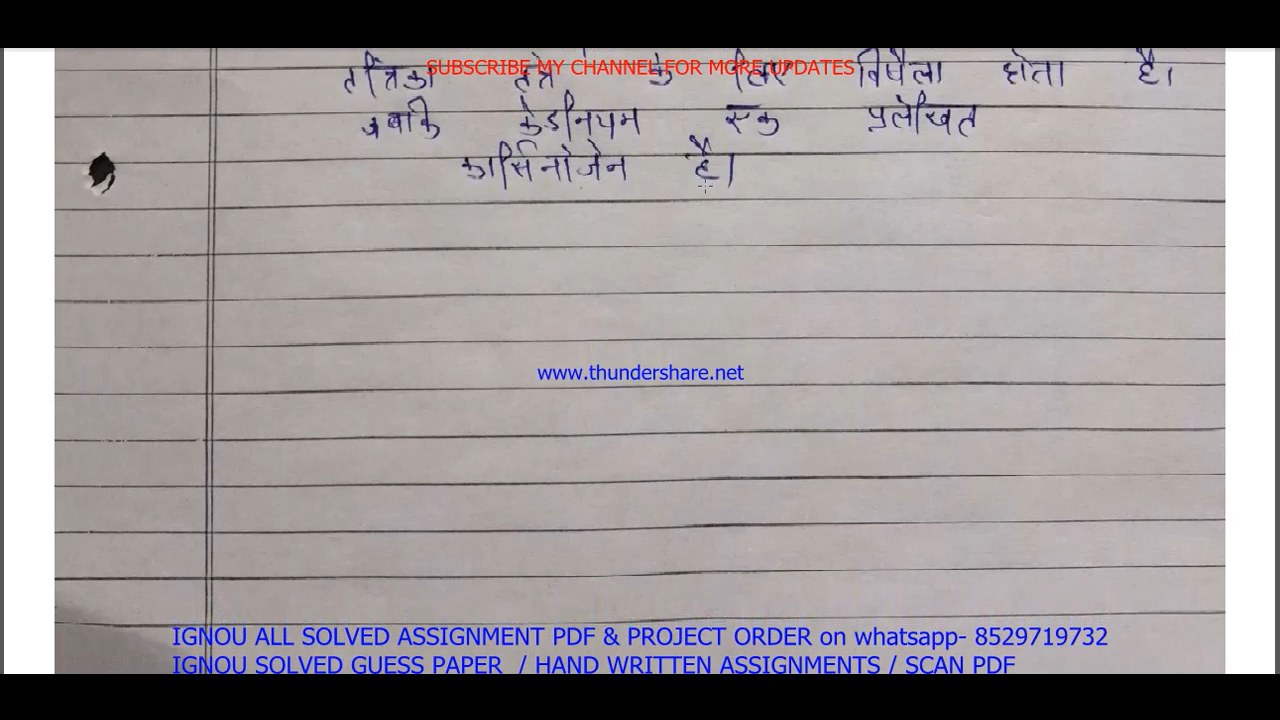 तंत्रिका तंत्र के लिए विषैला होता है।
SUBSCRIBE MY CHANNEL FOR MORE UPDATES
जबकि केडनियम एक प्रलेखित
कार्सिनोजेन है।
www.thundershare.net
IGNOU ALL SOLVED ASSIGNMENT PDF & PROJECT ORDER on whatsapp- 8529719732
IGNOU SOLVED GUESS PAPER / HAND WRITTEN ASSIGNMENTS / SCAN PDF